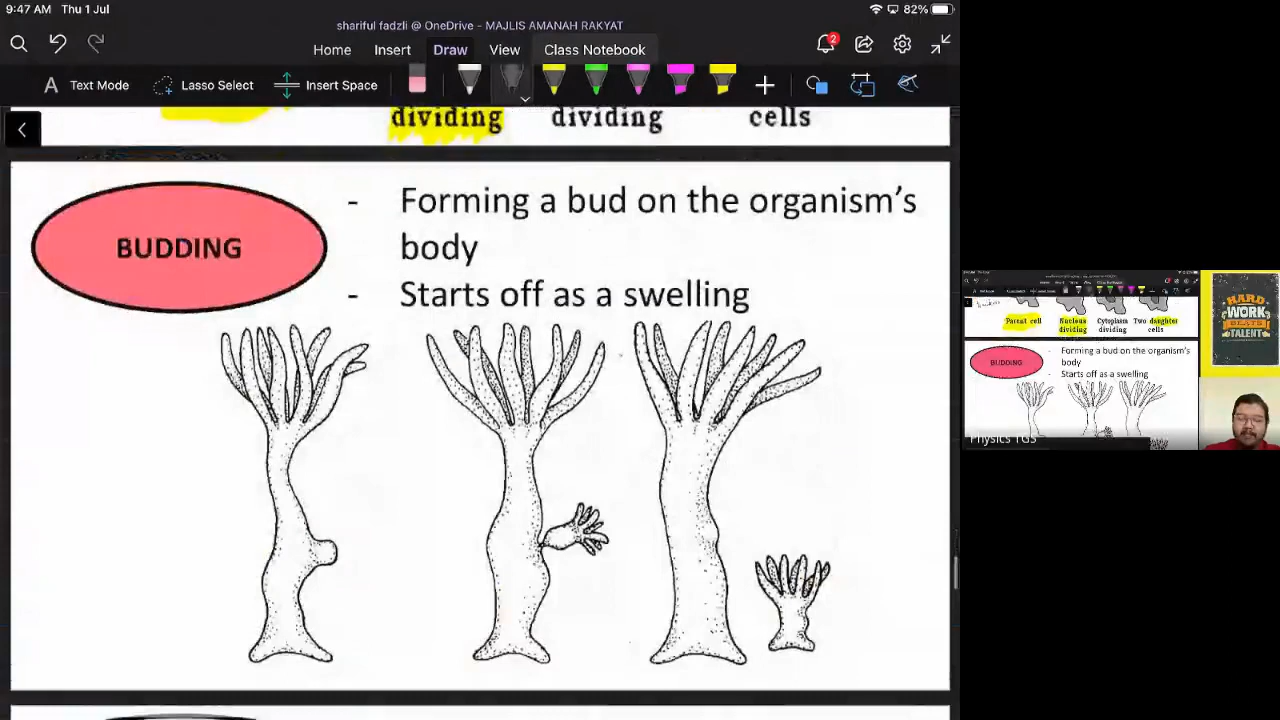 9:47 AM Thu 1 Jul
82%
shariful fadzli @ OneDrive - MAJLIS AMANAH RAKYAT
Home Insert Draw View Class Notebook
2
A Text Mode Lasso Select Insert Space
dividing dividing cells
BUDDING
- Forming a bud on the organism's
body
- Starts off as a swelling
Parent cell Nucleus Cytoplasm Two daughter
dividing dividing cells
BUDDING
- Forming a bud on the organism's
body
- Starts off as a swelling
Physics TGS
HARD
WORK
BEATS
TALENT